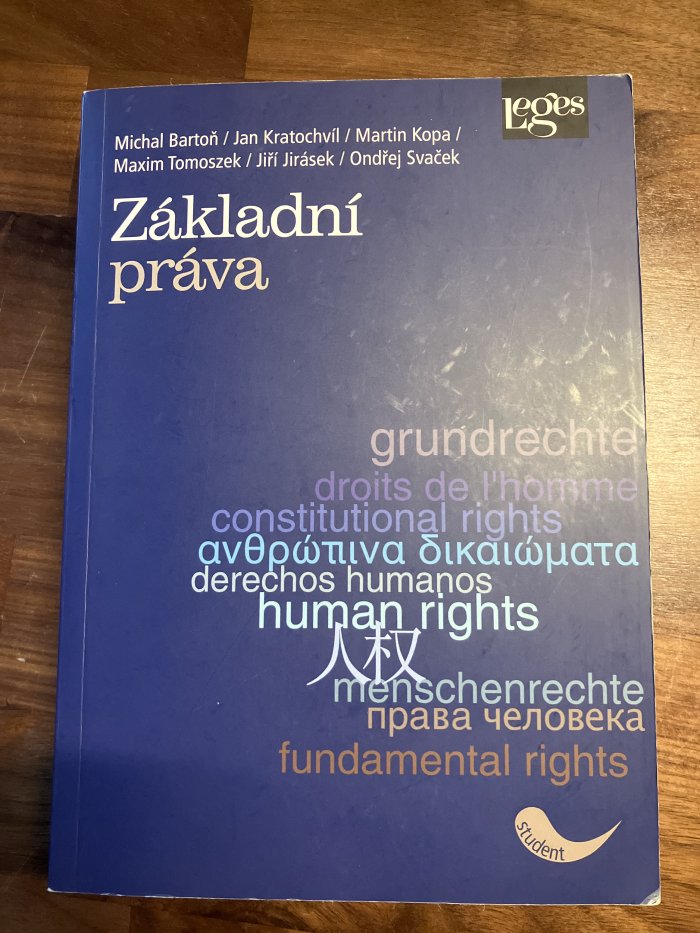 Leges
Michal Bartoň / Jan Kratochvíl / Martin Kopa /
Maxim Tomoszek / Jiří Jirásek / Ondřej Svaček
Základní
práva
grundrechte
droits de l'homme
constitutional rights
ανθρώπινα δικαιώματα
derechos humanos
human rights
人权
menschenrechte
права человека
fundamental rights
student